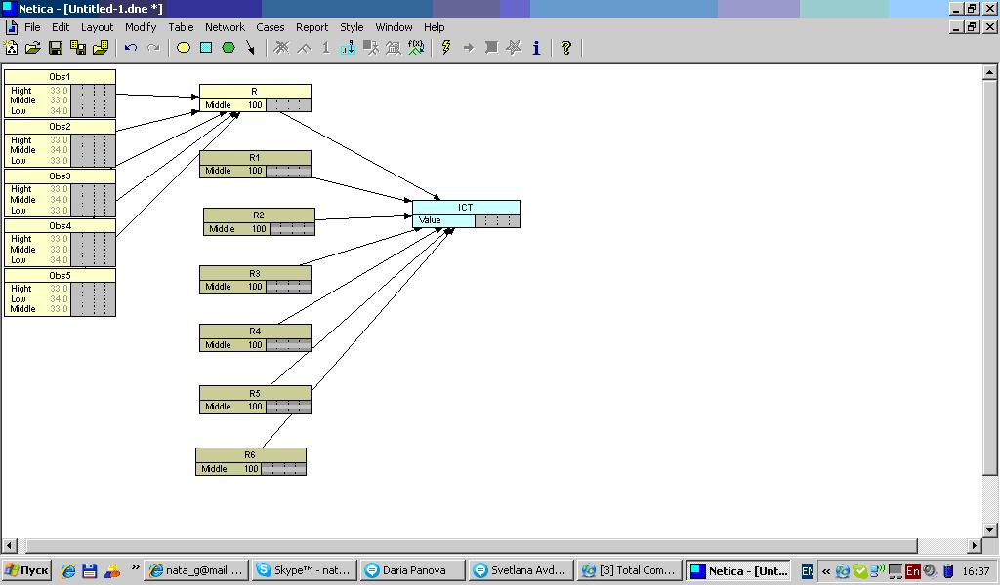 Netica - [Untitled-1.dne *]
File Edit Layout Modify Table Network Cases Report Style Window Help
1 f(x) i ?
Obs1
Hight 33.0
Middle 33.0
Low 34.0
Obs2
Hight 33.0
Middle 34.0
Low 33.0
Obs3
Hight 33.0
Middle 34.0
Low 33.0
Obs4
Hight 33.0
Middle 33.0
Low 34.0
Obs5
Hight 33.0
Low 34.0
Middle 33.0
R
Middle 100
R1
Middle 100
R2
Middle 100
R3
Middle 100
R4
Middle 100
R5
Middle 100
R6
Middle 100
ICT
Value
Пуск » nata_g@mail.... Skype™ - nat... Daria Panova Svetlana Avd... [3] Total Com... Netica - [Unt... EN « En 16:37